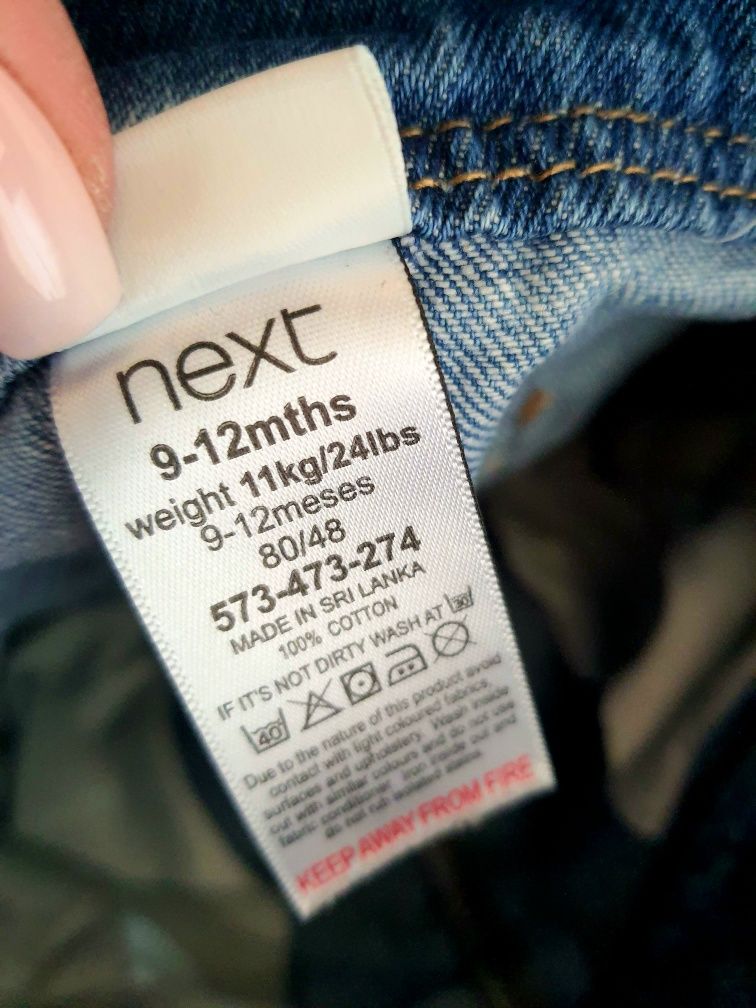 next
9-12mths
weight 11kg/24lbs
9-12meses
80/48
573-473-274
MADE IN SRI LANKA
100% COTTON
IF IT'S NOT DIRTY WASH AT 30
40
Due to the nature of this product avoid
contact with light coloured fabrics,
surfaces and upholstery. Wash inside
out with similar colours and do not use
fabric conditioner. Iron inside out and
do not rub
KEEP AWAY FROM FIRE